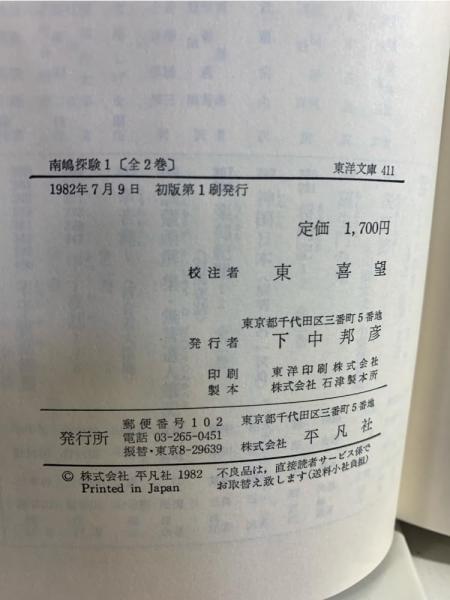 南嶋探験1〔全2巻〕 東洋文庫 411
1982年7月9日 初版第1刷発行
定価 1,700円
校注者 東喜望
東京都千代田区三番町5番地
発行者 下中邦彦
印刷 東洋印刷株式会社
製本 株式会社 石津製本所
発行所
郵便番号102
電話 03-265-0451
振替・東京8-29639
東京都千代田区三番町5番地
株式会社 平凡社
© 株式会社 平凡社 1982
Printed in Japan
不良品は,直接読者サービス係で
お取替え致します(送料小社負担)